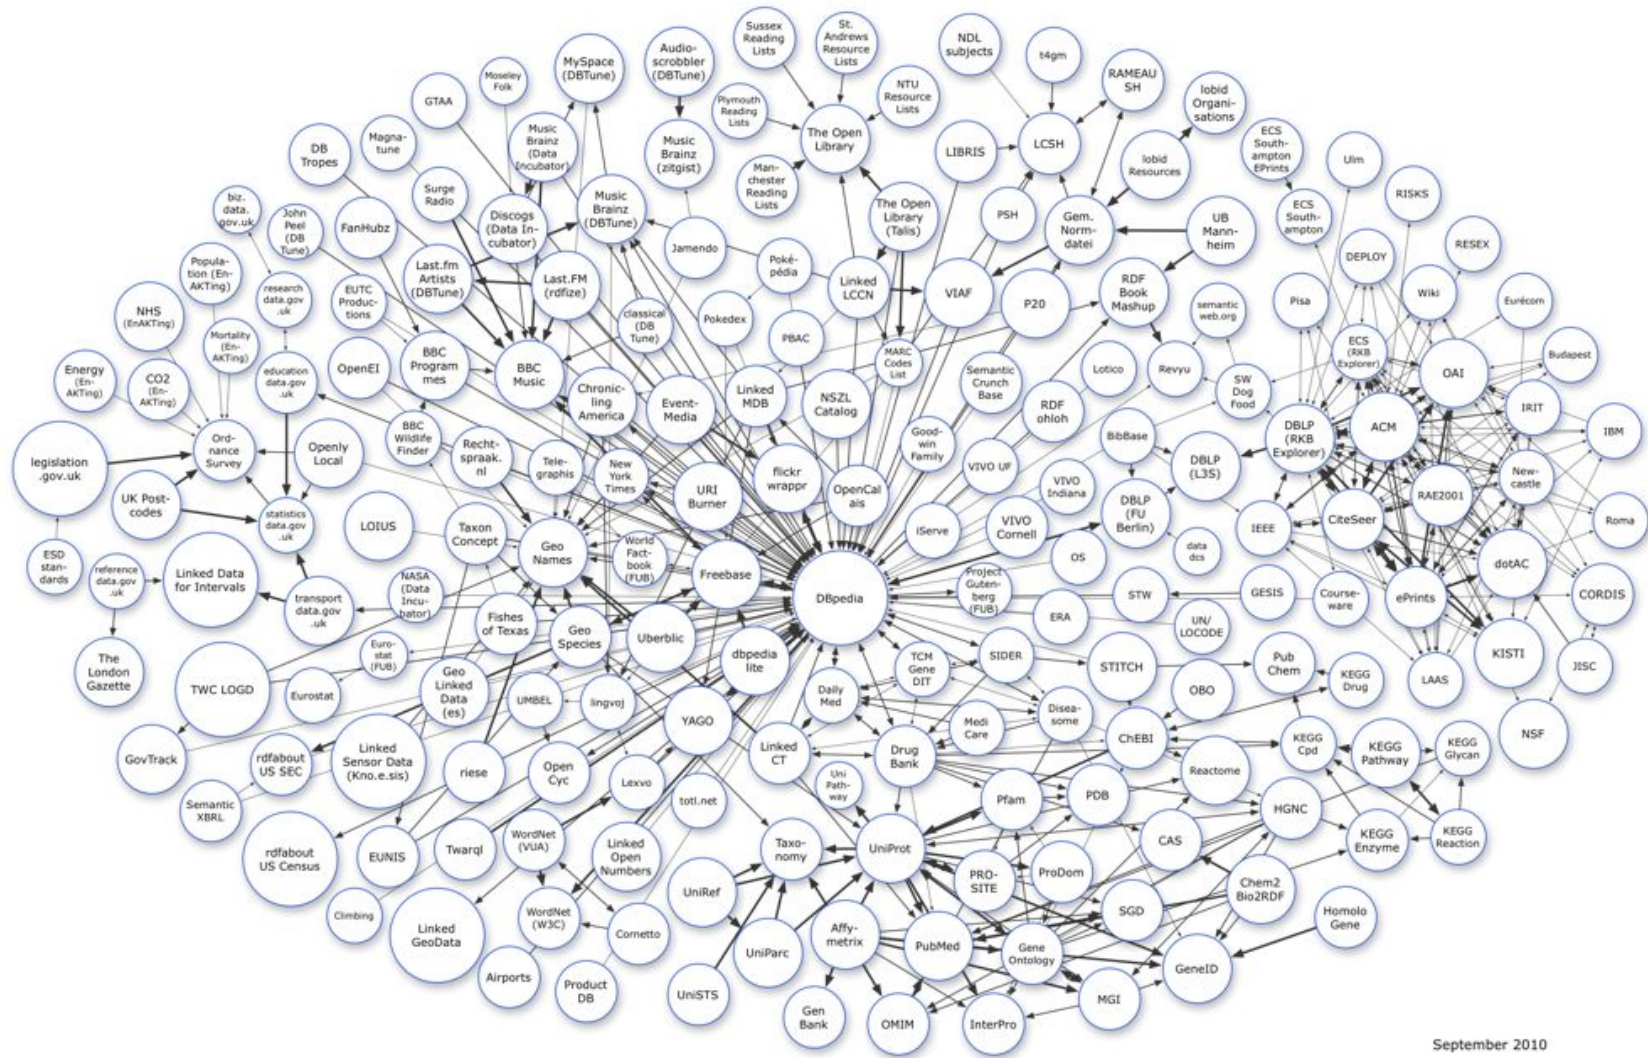 Sussex
Reading
Lists
St.
Andrews
Resource
Lists
NDL
subjects
t4gm
MySpace
(DBTune)
Audio-
scrobbler
(DBTune)
RAMEAU
SH
Moseley
Folk
NTU
Resource
Lists
lobid
Organi-
sations
GTAA
Plymouth
Reading
Lists
Magna-
tune
Music
Brainz
(Data
Incubator)
Music
Brainz
(zitgist)
The Open
Library
LIBRIS
LCSH
ECS
South-
ampton
EPrints
DB
Tropes
lobid
Resources
Ulm
Man-
chester
Reading
Lists
Surge
Radio
Music
Brainz
(DBTune)
RISKS
biz.
data.
gov.uk
John
Peel
(DB
Tune)
FanHubz
Discogs
(Data In-
cubator)
The Open
Library
(Talis)
PSH
Gem.
Norm-
datei
UB
Mann-
heim
ECS
South-
ampton
Jamendo
RESEX
Popula-
tion (En-
AKTing)
Last.fm
Artists
(DBTune)
Last.FM
(rdfize)
Poké-
pédia
Linked
LCCN
VIAF
P20
RDF
Book
Mashup
DEPLOY
EUTC
Produc-
tions
research
data.gov
.uk
Wiki
Pisa
Eurécom
NHS
(EnAKTing)
classical
(DB
Tune)
Pokedex
semantic
web.org
Mortality
(En-
AKTing)
PBAC
MARC
Codes
List
ECS
(RKB
Explorer)
Budapest
Energy
(En-
AKTing)
CO2
(En-
AKTing)
education
data.gov
.uk
OpenEI
BBC
Program
mes
BBC
Music
Chronic-
ling
America
Event-
Media
Linked
MDB
NSZL
Catalog
Semantic
Crunch
Base
Lotico
Revyu
SW
Dog
Food
OAI
RDF
ohloh
IRIT
Ord-
nance
Survey
Openly
Local
BBC
Wildlife
Finder
Recht-
spraak.
nl
Tele-
graphis
Good-
win
Family
BibBase
DBLP
(RKB
Explorer)
ACM
IBM
legislation
.gov.uk
New
York
Times
flickr
wrappr
VIVO UF
DBLP
(L3S)
New-
castle
UK Post-
codes
URI
Burner
OpenCal
ais
VIVO
Indiana
RAE2001
statistics
data.gov
.uk
LOIUS
Taxon
Concept
iServe
VIVO
Cornell
DBLP
(FU
Berlin)
IEEE
CiteSeer
Roma
ESD
stan-
dards
reference
data.gov
.uk
Linked Data
for Intervals
Geo
Names
World
Fact-
book
(FUB)
OS
data
dcs
Freebase
DBpedia
Project
Guten-
berg
(FUB)
dotAC
NASA
(Data
Incu-
bator)
transport
data.gov
.uk
STW
GESIS
Course-
ware
ePrints
CORDIS
Fishes
of Texas
Geo
Species
Uberblic
ERA
UN/
LOCODE
The
London
Gazette
Euro-
stat
(FUB)
dbpedia
lite
TCM
Gene
DIT
SIDER
STITCH
Pub
Chem
KISTI
JISC
TWC LOGD
Eurostat
Geo
Linked
Data
(es)
KEGG
Drug
LAAS
UMBEL
lingvoj
Daily
Med
OBO
YAGO
Disea-
some
Medi
Care
GovTrack
rdfabout
US SEC
Linked
Sensor Data
(Kno.e.sis)
riese
Open
Cyc
Linked
CT
Drug
Bank
ChEBI
KEGG
Cpd
KEGG
Pathway
KEGG
Glycan
NSF
Lexvo
Reactome
Semantic
XBRL
totl.net
Uni
Path-
way
Pfam
PDB
HGNC
rdfabout
US Census
EUNIS
Twarql
WordNet
(VUA)
Linked
Open
Numbers
Taxo-
nomy
UniProt
CAS
KEGG
Enzyme
KEGG
Reaction
PRO-
SITE
ProDom
UniRef
Chem2
Bio2RDF
Climbing
Linked
GeoData
WordNet
(W3C)
Cornetto
Affy-
metrix
SGD
Homolo
Gene
PubMed
Gene
Ontology
UniParc
GeneID
Airports
Product
DB
UniSTS
Gen
Bank
OMIM
InterPro
MGI
September 2010